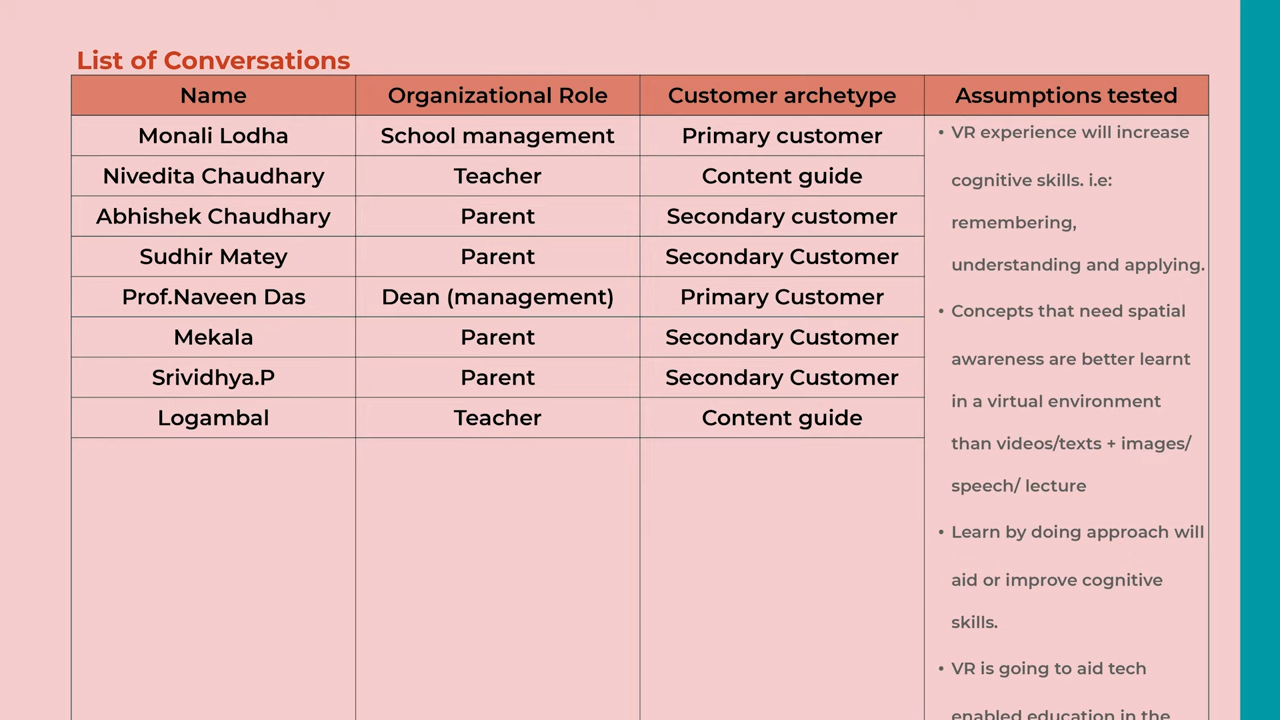 List of Conversations
Name Organizational Role Customer archetype Assumptions tested
Monali Lodha School management Primary customer
Nivedita Chaudhary Teacher Content guide
Abhishek Chaudhary Parent Secondary customer
Sudhir Matey Parent Secondary Customer
Prof.Naveen Das Dean (management) Primary Customer
Mekala Parent Secondary Customer
Srividhya.P Parent Secondary Customer
Logambal Teacher Content guide
• VR experience will increase
cognitive skills. i.e:
remembering,
understanding and applying.
• Concepts that need spatial
awareness are better learnt
in a virtual environment
than videos/texts + images/
speech/ lecture
• Learn by doing approach will
aid or improve cognitive
skills.
• VR is going to aid tech
enabled education in the